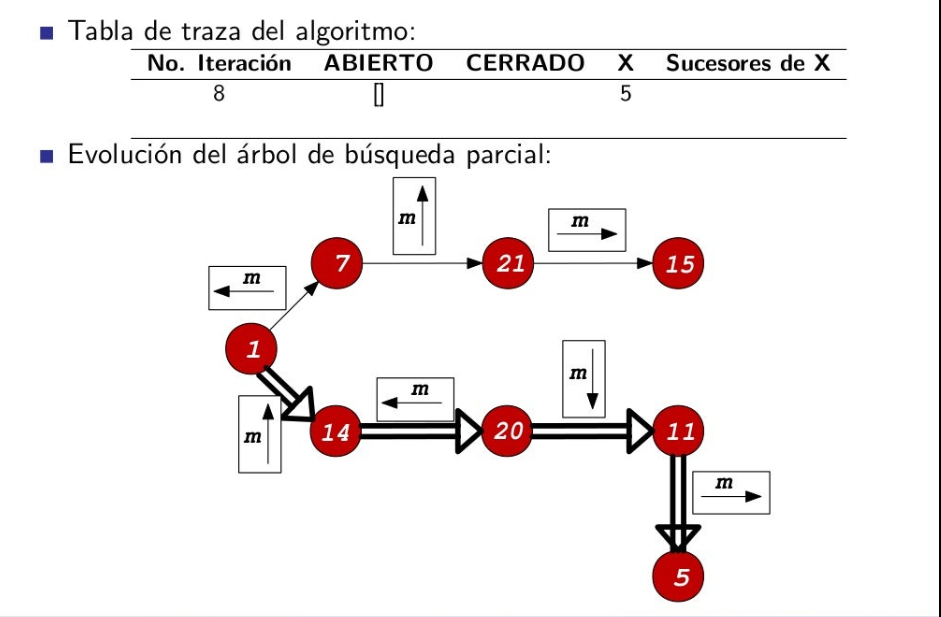 Tabla de traza del algoritmo:
No. Iteración ABIERTO CERRADO X Sucesores de X
8 [] 5
Evolución del árbol de búsqueda parcial:
m
m
m
7 21 15
1
m
m
m
14 20 11
m
5